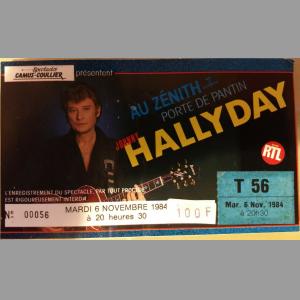 Spectacles
CAMUS-COULLIER
présentent
AU ZÉNITH
PORTE DE PANTIN
JOHNNY
HALLYDAY
RTL
L'ENREGISTREMENT DU SPECTACLE PAR TOUT PROCÉDÉ
EST RIGOUREUSEMENT INTERDIT
T 56
Nº 00056
MARDI 6 NOVEMBRE 1984
à 20 heures 30
100F
Mar. 6 Nov. 1984
à 20h30